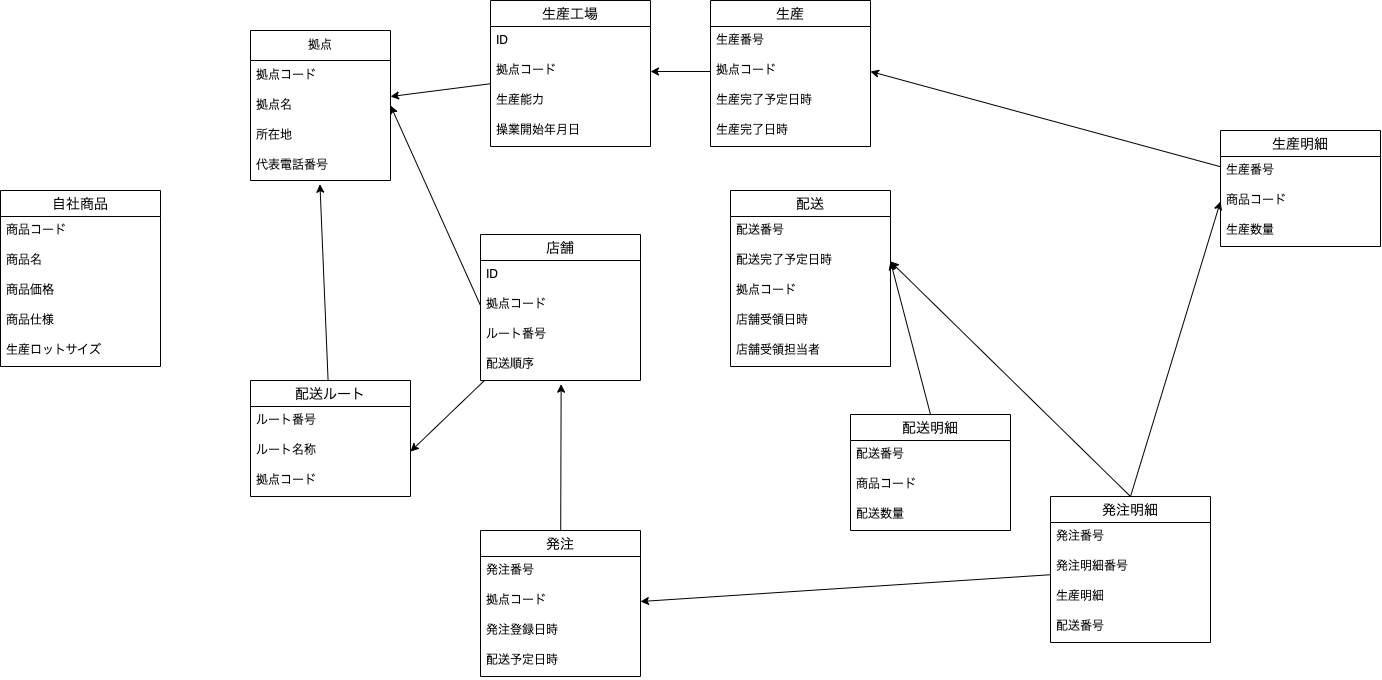 拠点
拠点コード
拠点名
所在地
代表電話番号
生産工場
ID
拠点コード
生産能力
操業開始年月日
生産
生産番号
拠点コード
生産完了予定日時
生産完了日時
生産明細
生産番号
商品コード
生産数量
自社商品
商品コード
商品名
商品価格
商品仕様
生産ロットサイズ
店舗
ID
拠点コード
ルート番号
配送順序
配送
配送番号
配送完了予定日時
拠点コード
店舗受領日時
店舗受領担当者
配送ルート
ルート番号
ルート名称
拠点コード
配送明細
配送番号
商品コード
配送数量
発注
発注番号
拠点コード
発注登録日時
配送予定日時
発注明細
発注番号
発注明細番号
生産明細
配送番号